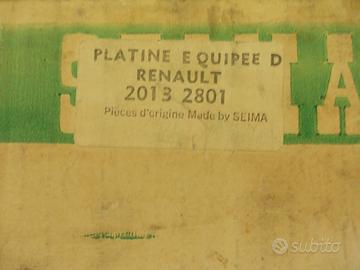 PLATINE EQUIPEE D
RENAULT
2013 2801
Pièces d'origine Made by SEIMA
subito